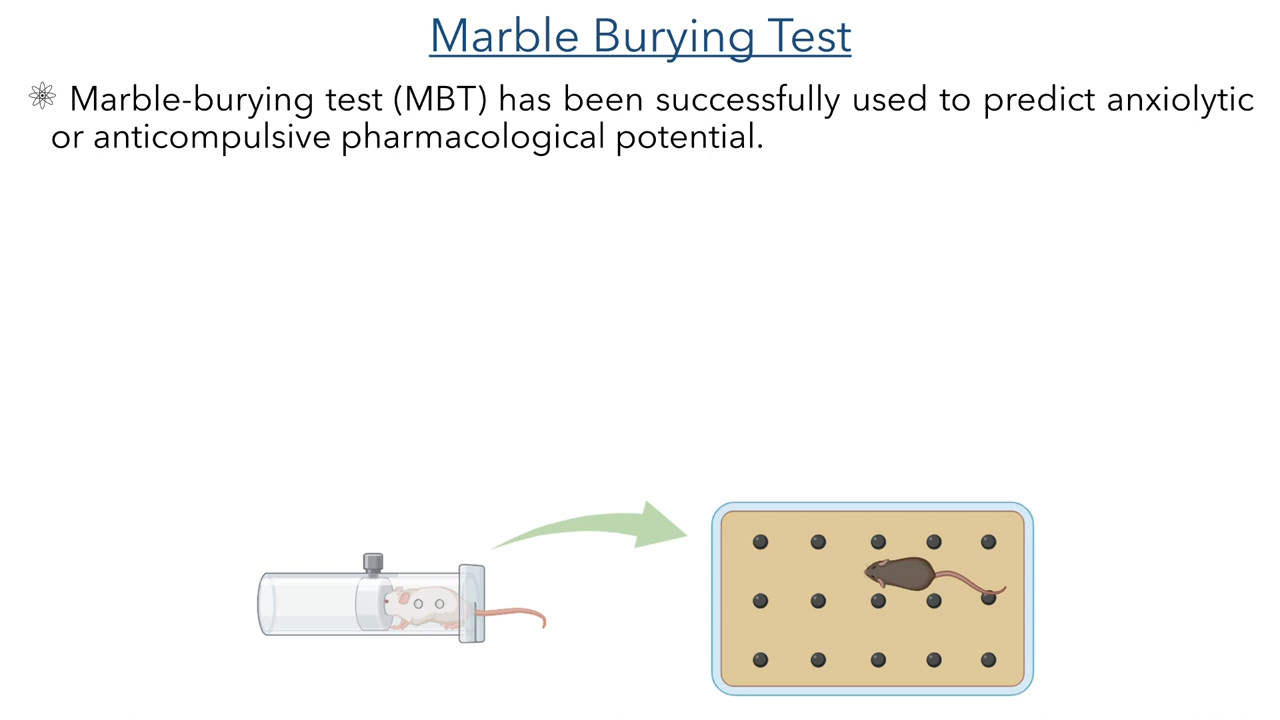 Marble Burying Test
Marble-burying test (MBT) has been successfully used to predict anxiolytic
or anticompulsive pharmacological potential.